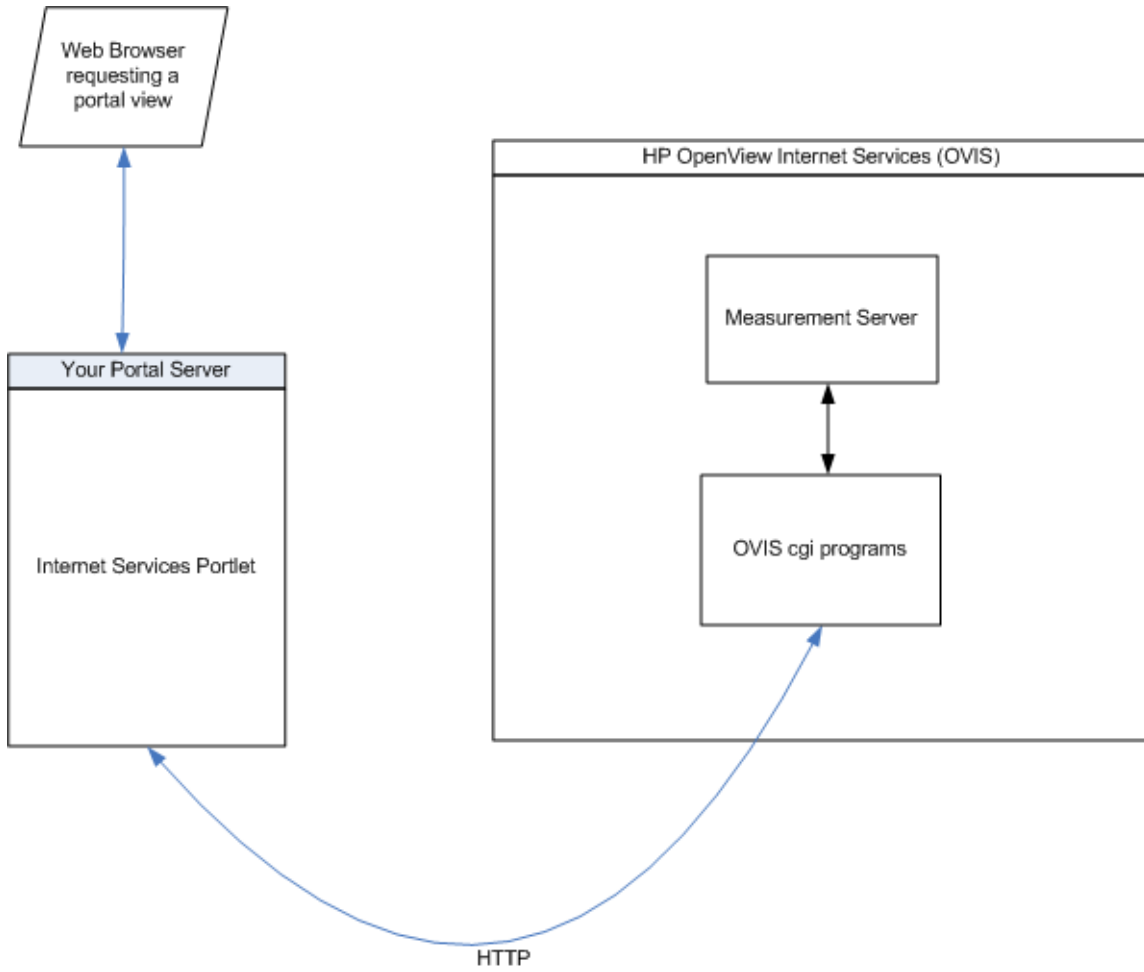 Web Browser
requesting a
portal view
HP OpenView Internet Services (OVIS)
Measurement Server
Your Portal Server
Internet Services Portlet
OVIS cgi programs
HTTP